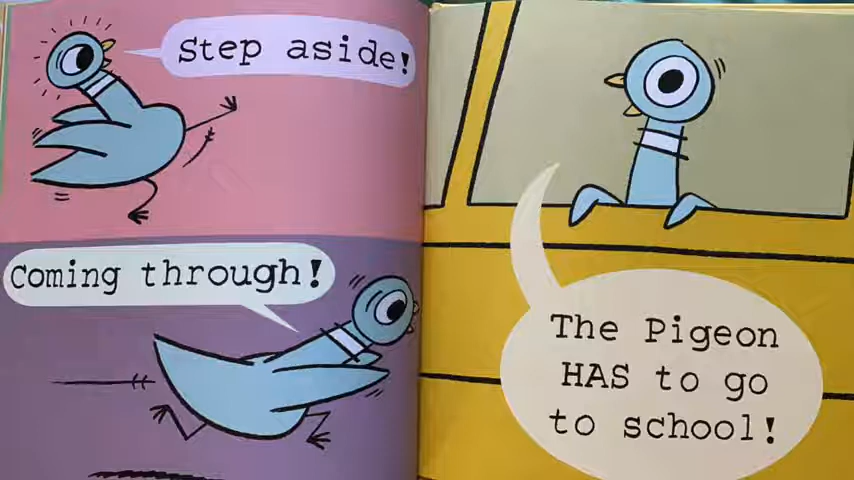 Step aside!
Coming through!
The Pigeon
HAS to go
to school!